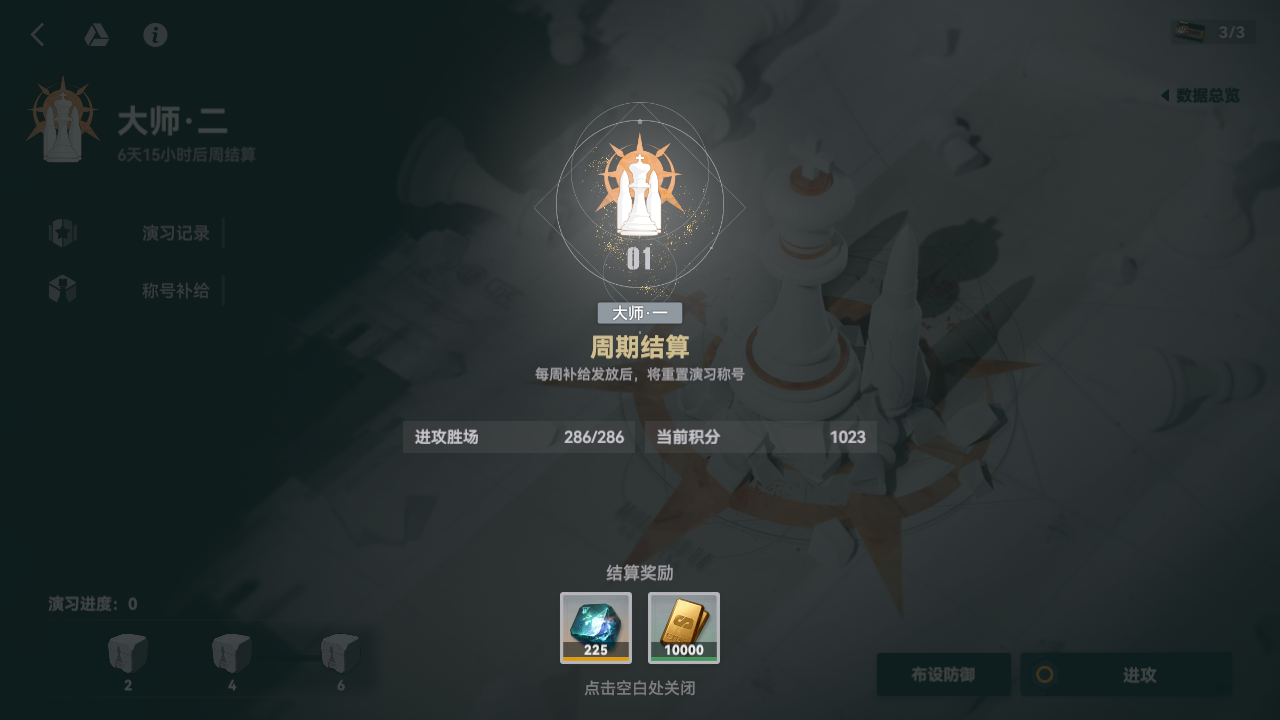 3/3
数据总览
大师·二
6天15小时后周结算
演习记录
称号补给
01
大师·一
周期结算
每周补给发放后，将重置演习称号
进攻胜场 286/286 当前积分 1023
结算奖励
225 10000
点击空白处关闭
演习进度：0
2 4 6
布设防御 进攻